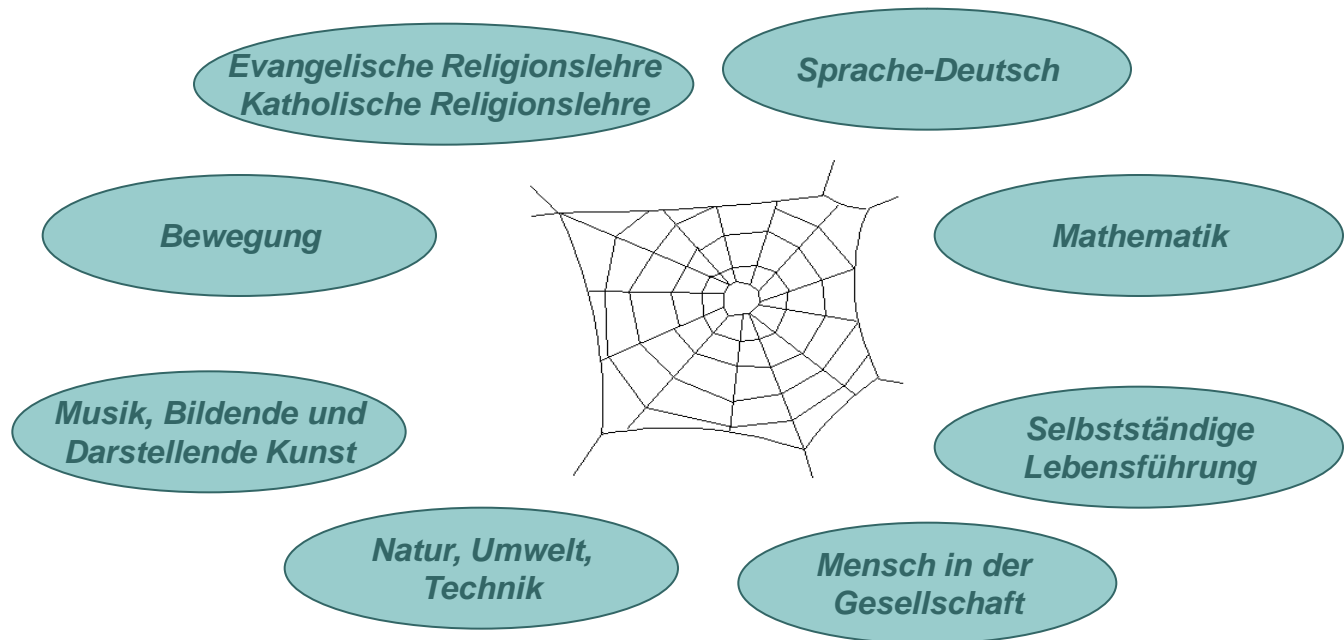 Evangelische Religionslehre
Katholische Religionslehre
Sprache-Deutsch
Bewegung
Mathematik
Musik, Bildende und
Darstellende Kunst
Selbstständige
Lebensführung
Natur, Umwelt,
Technik
Mensch in der
Gesellschaft